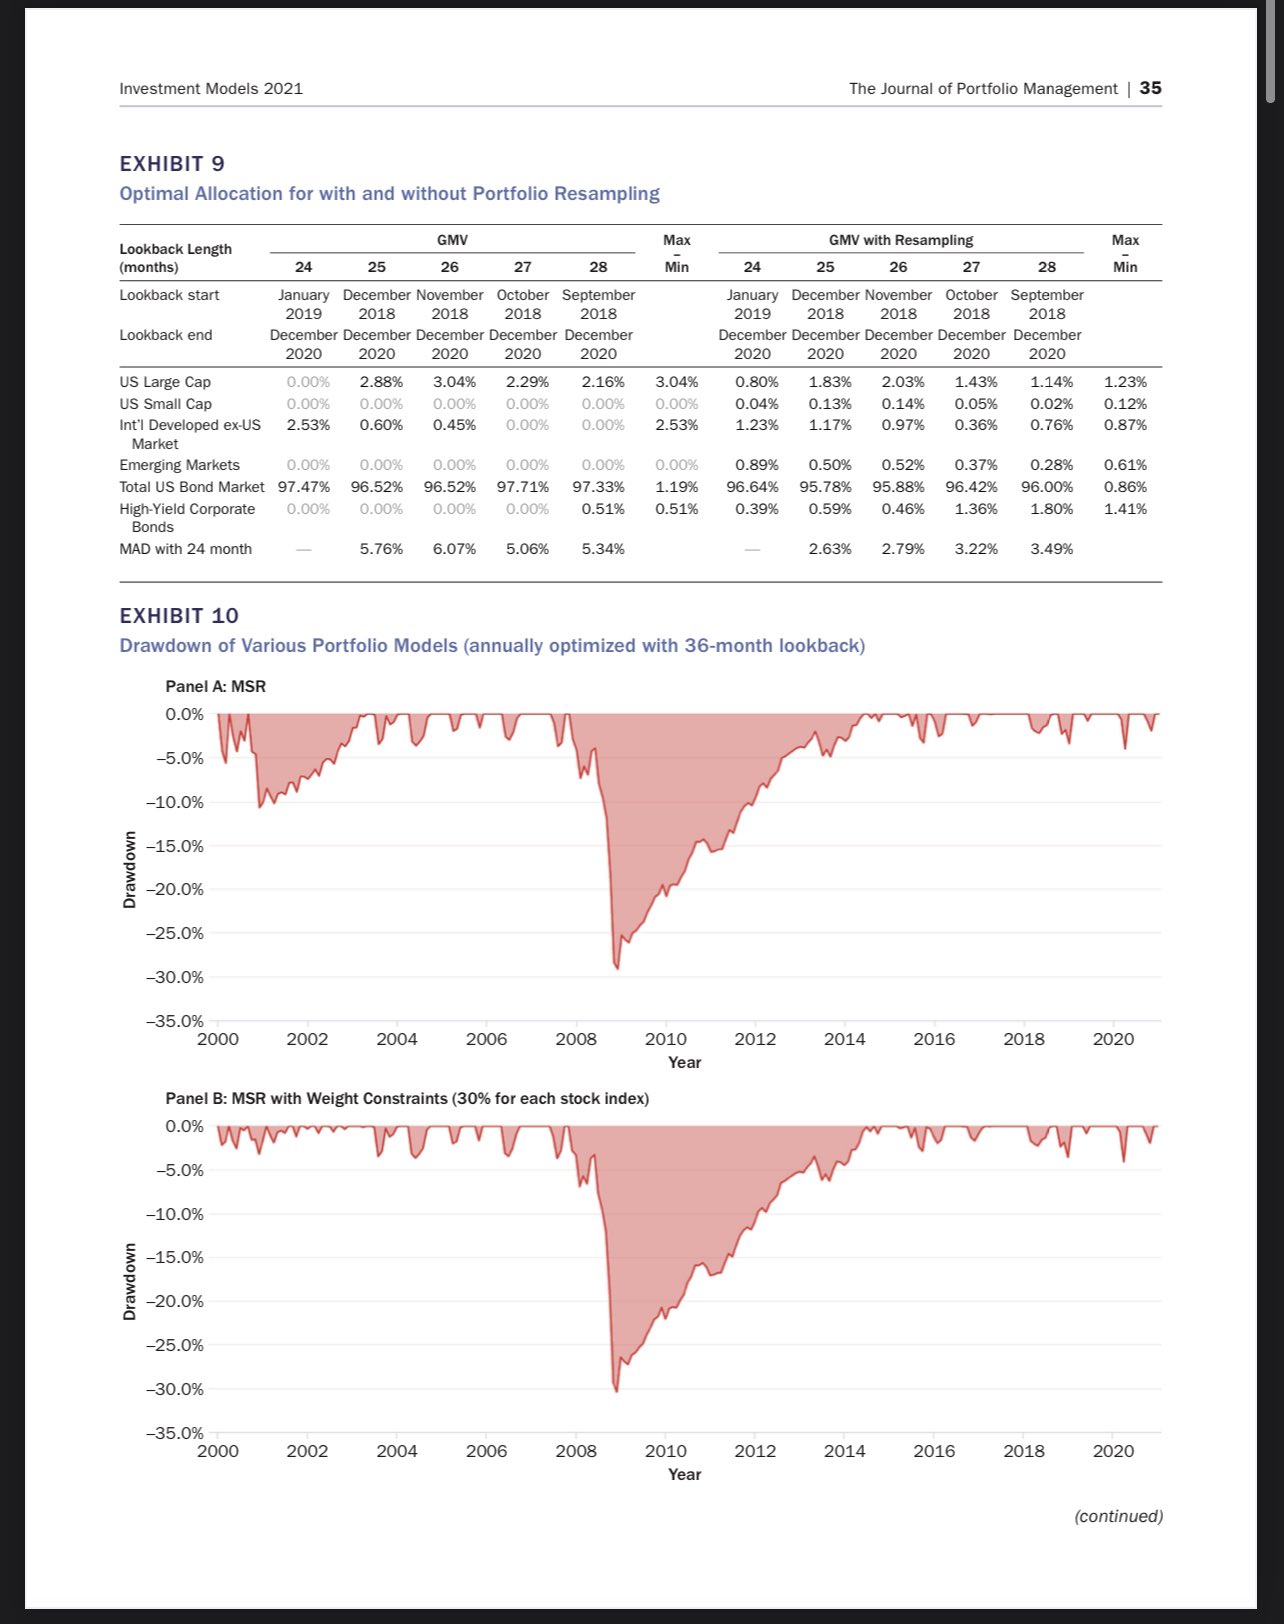 Investment Models 2021
The Journal of Portfolio Management | 35
EXHIBIT 9
Optimal Allocation for with and without Portfolio Resampling
Lookback Length (months) GMV Max – Min GMV with Resampling Max – Min
24 25 26 27 28 24 25 26 27 28
Lookback start January 2019 December 2018 November 2018 October 2018 September 2018 January 2019 December 2018 November 2018 October 2018 September 2018
Lookback end December 2020 December 2020 December 2020 December 2020 December 2020 December 2020 December 2020 December 2020 December 2020 December 2020
US Large Cap 0.00% 2.88% 3.04% 2.29% 2.16% 3.04% 0.80% 1.83% 2.03% 1.43% 1.14% 1.23%
US Small Cap 0.00% 0.00% 0.00% 0.00% 0.00% 0.00% 0.04% 0.13% 0.14% 0.05% 0.02% 0.12%
Int'l Developed ex-US Market 2.53% 0.60% 0.45% 0.00% 0.00% 2.53% 1.23% 1.17% 0.97% 0.36% 0.76% 0.87%
Emerging Markets 0.00% 0.00% 0.00% 0.00% 0.00% 0.00% 0.89% 0.50% 0.52% 0.37% 0.28% 0.61%
Total US Bond Market 97.47% 96.52% 96.52% 97.71% 97.33% 1.19% 96.64% 95.78% 95.88% 96.42% 96.00% 0.86%
High-Yield Corporate Bonds 0.00% 0.00% 0.00% 0.00% 0.51% 0.51% 0.39% 0.59% 0.46% 1.36% 1.80% 1.41%
MAD with 24 month — 5.76% 6.07% 5.06% 5.34% — 2.63% 2.79% 3.22% 3.49%
EXHIBIT 10
Drawdown of Various Portfolio Models (annually optimized with 36-month lookback)
Panel A: MSR
0.0%
–5.0%
–10.0%
–15.0%
–20.0%
–25.0%
–30.0%
–35.0%
Drawdown
2000 2002 2004 2006 2008 2010 2012 2014 2016 2018 2020
Year
Panel B: MSR with Weight Constraints (30% for each stock index)
0.0%
–5.0%
–10.0%
–15.0%
–20.0%
–25.0%
–30.0%
–35.0%
Drawdown
2000 2002 2004 2006 2008 2010 2012 2014 2016 2018 2020
Year
(continued)